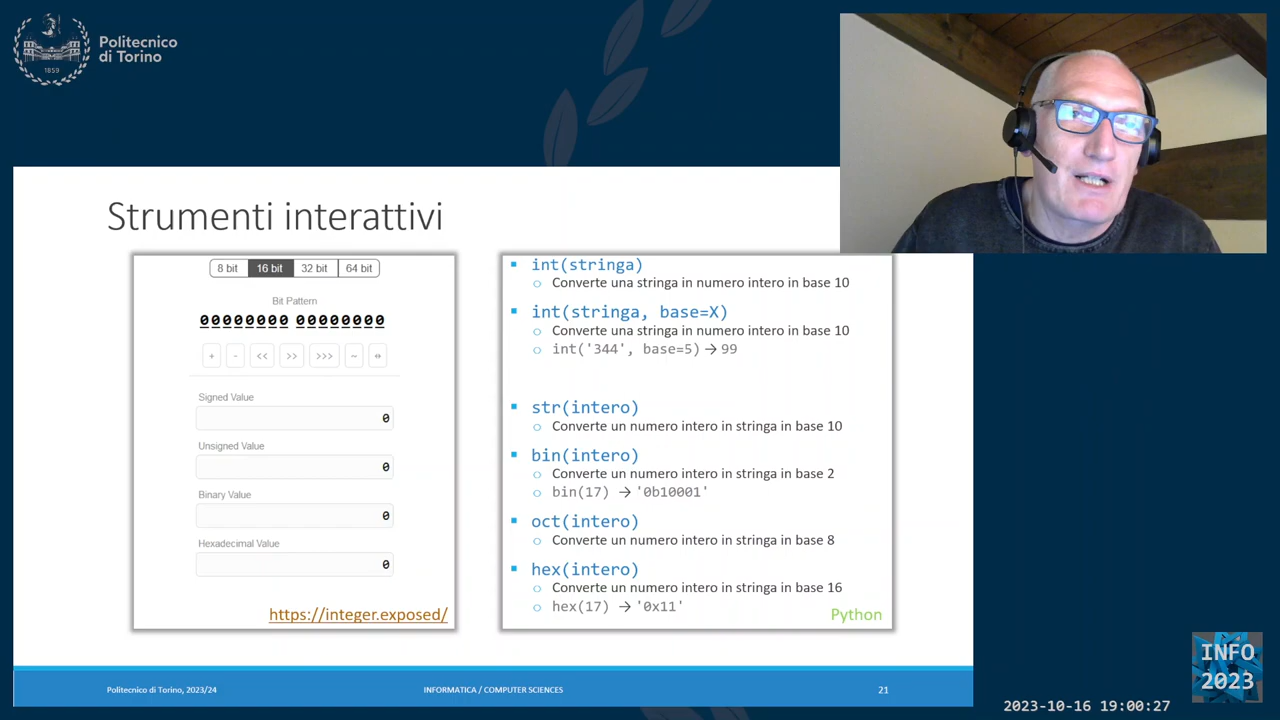 Politecnico
di Torino
1859
Strumenti interattivi
8 bit 16 bit 32 bit 64 bit
Bit Pattern
00000000 00000000
+ - << >> >>> ~ ‹›
Signed Value
0
Unsigned Value
0
Binary Value
0
Hexadecimal Value
0
https://integer.exposed/
▪ int(stringa)
o Converte una stringa in numero intero in base 10
▪ int(stringa, base=X)
o Converte una stringa in numero intero in base 10
o int('344', base=5) → 99
▪ str(intero)
o Converte un numero intero in stringa in base 10
▪ bin(intero)
o Converte un numero intero in stringa in base 2
o bin(17) → '0b10001'
▪ oct(intero)
o Converte un numero intero in stringa in base 8
▪ hex(intero)
o Converte un numero intero in stringa in base 16
o hex(17) → '0x11'
Python
Politecnico di Torino, 2023/24 INFORMATICA / COMPUTER SCIENCES 21
INFO
2023
2023-10-16 19:00:27